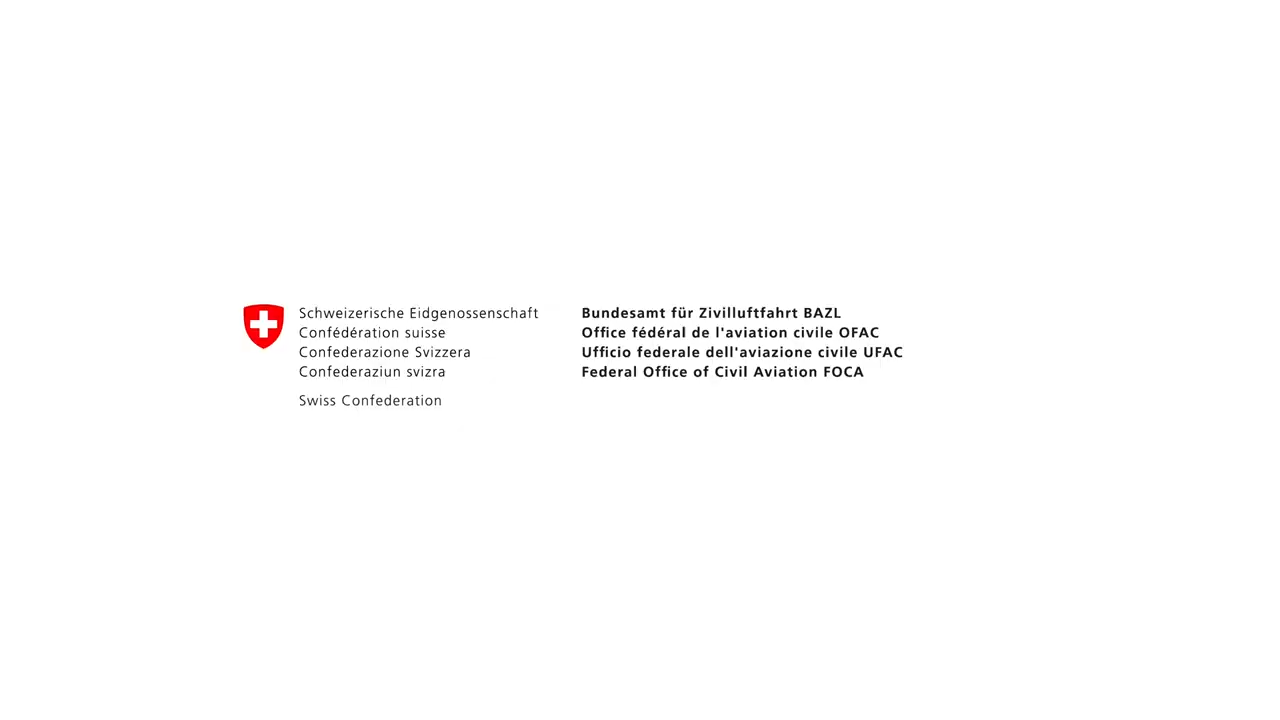 Schweizerische Eidgenossenschaft
Confédération suisse
Confederazione Svizzera
Confederaziun svizra
Swiss Confederation
Bundesamt für Zivilluftfahrt BAZL
Office fédéral de l'aviation civile OFAC
Ufficio federale dell'aviazione civile UFAC
Federal Office of Civil Aviation FOCA